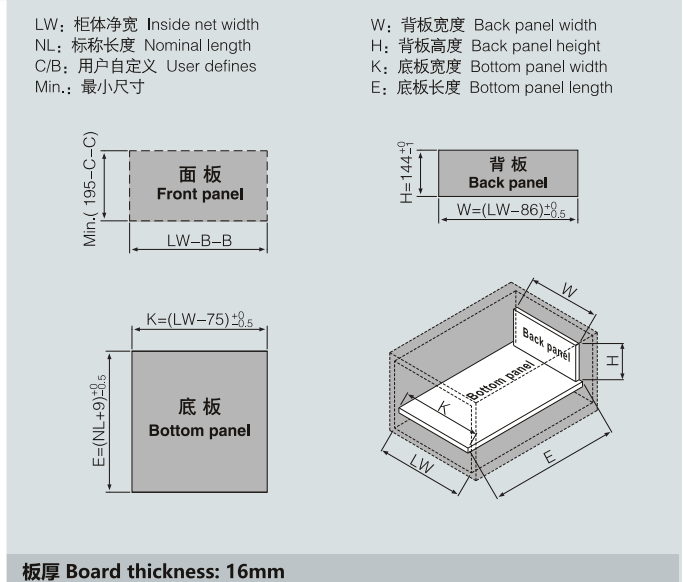 LW: 柜体净宽 Inside net width
NL: 标称长度 Nominal length
C/B: 用户自定义 User defines
Min.: 最小尺寸
W: 背板宽度 Back panel width
H: 背板高度 Back panel height
K: 底板宽度 Bottom panel width
E: 底板长度 Bottom panel length
Min.( 195-C-C)
面 板
Front panel
LW-B-B
H=144+0-1
背 板
Back panel
W=(LW-86)+0-0.5
K=(LW-75)+0-0.5
E=(NL+9)+0-0.5
底 板
Bottom panel
W
Back panel
H
Bottom panel
K
LW
E
板厚 Board thickness: 16mm